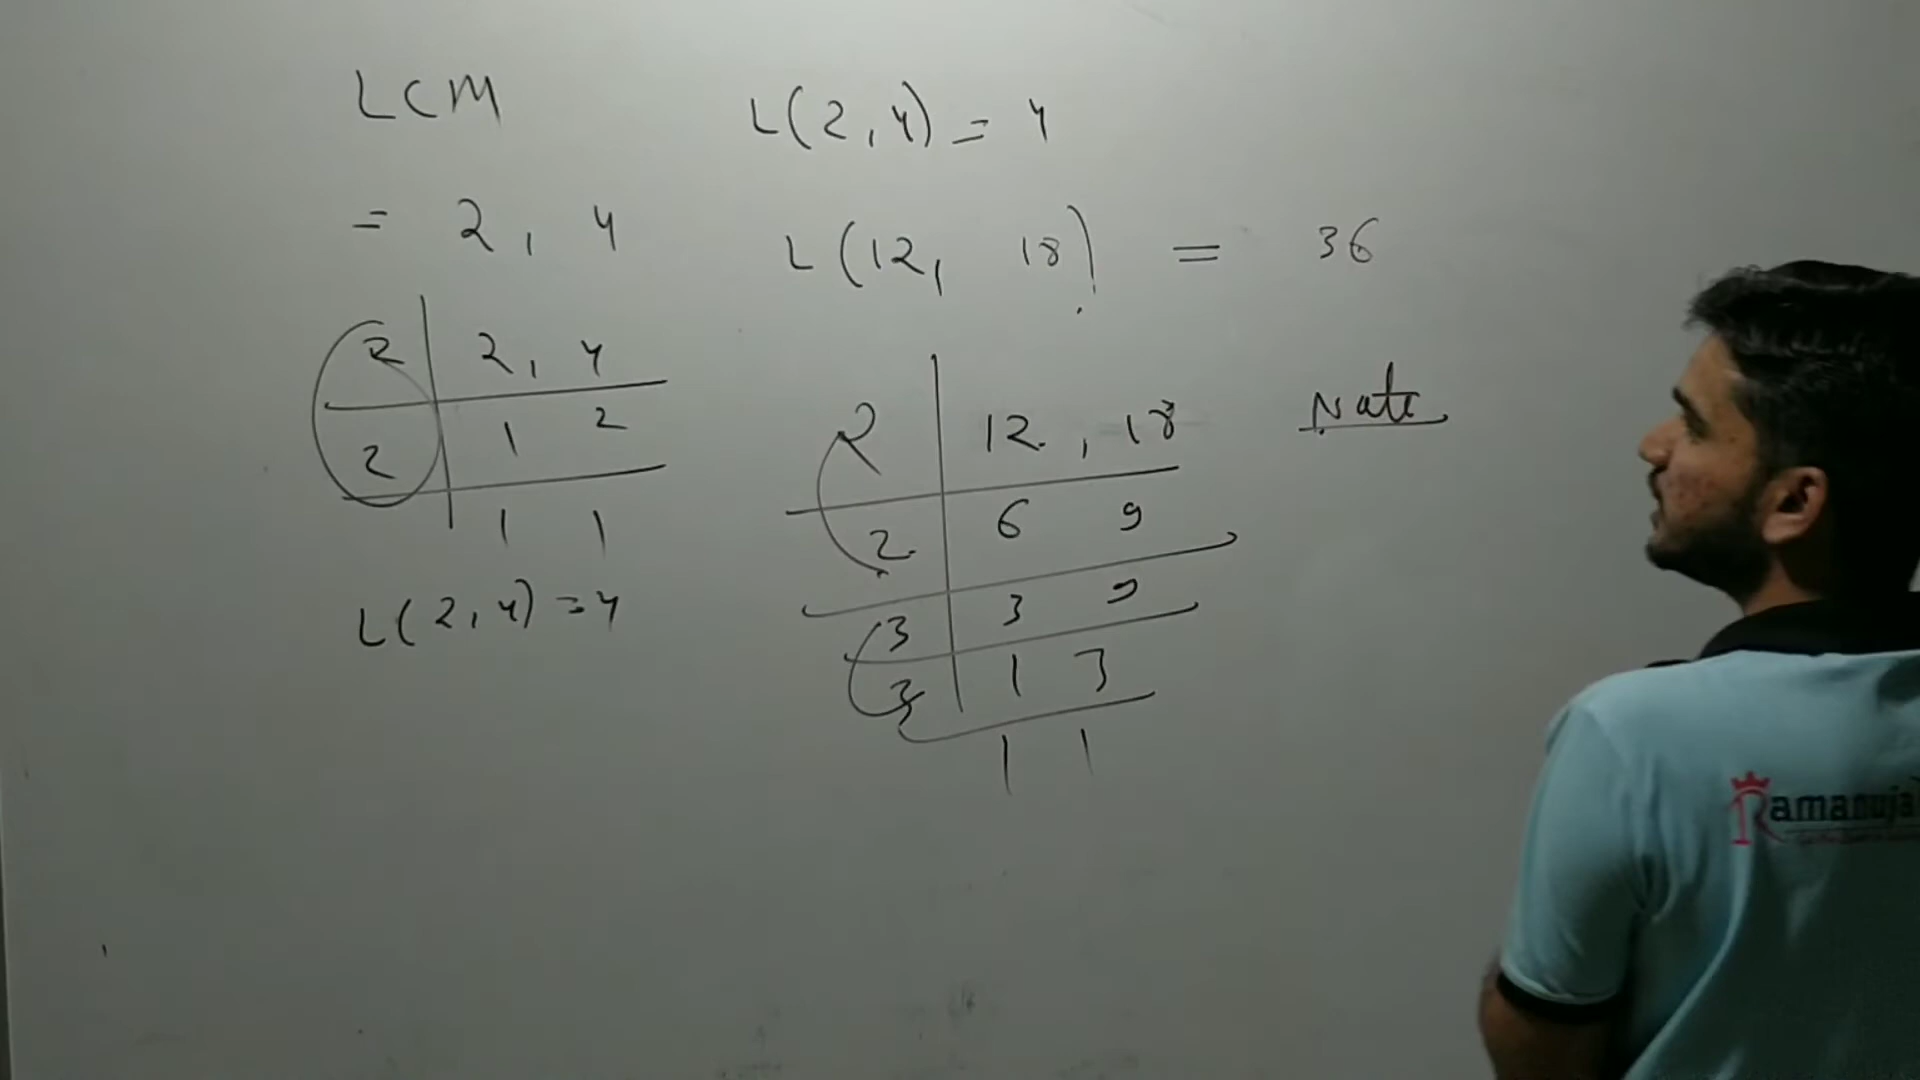 LCM
= 2, 4
2 | 2, 4
2 | 1 2
1 1
L(2, 4) = 4
L(2, 4) = 4
L(12, 18) = 36
2 | 12, 18
2 | 6 9
3 | 3 9
3 | 1 3
1 1
Note
Ramanuja